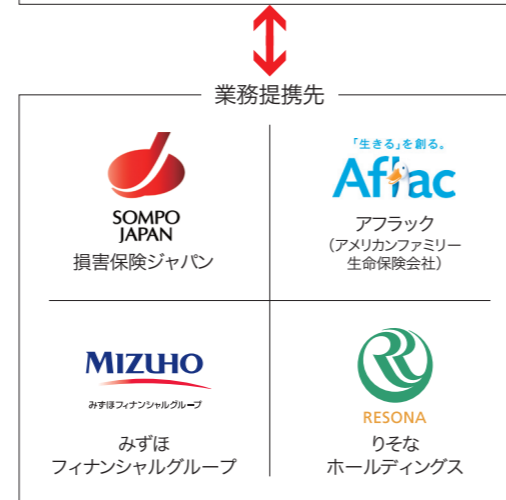 業務提携先
SOMPO
JAPAN
損害保険ジャパン
「生きる」を創る。
Aflac
アフラック
（アメリカンファミリー
生命保険会社）
MIZUHO
みずほフィナンシャルグループ
みずほ
フィナンシャルグループ
RESONA
りそな
ホールディングス